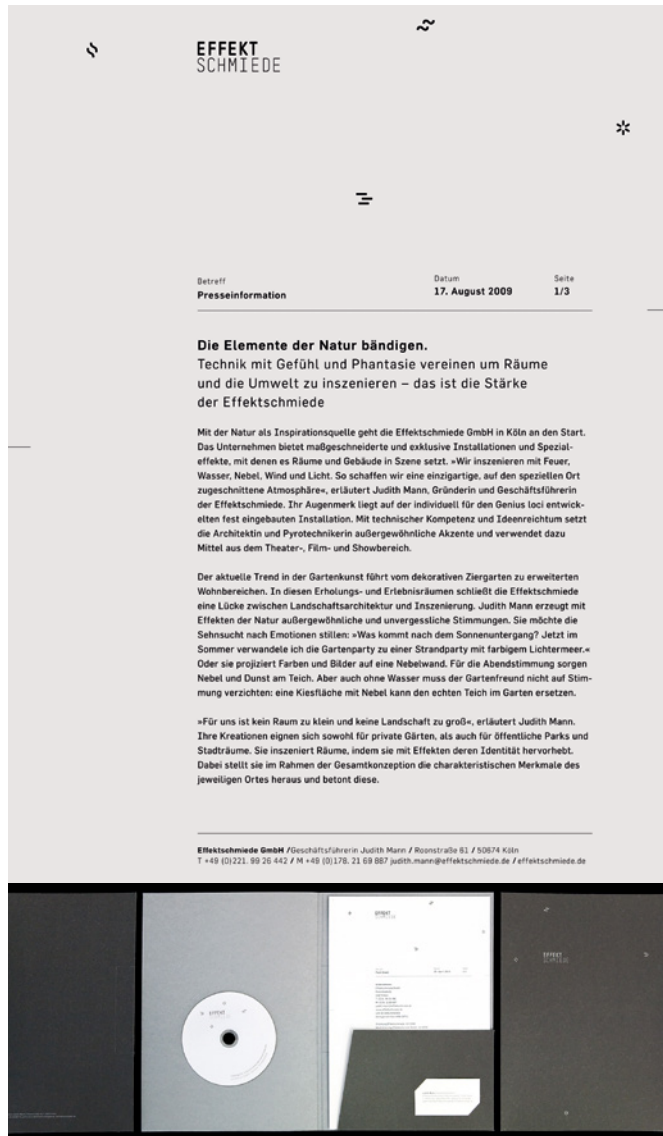 EFFEKT
SCHMIEDE
Betreff
Presseinformation
Datum
17. August 2009
Seite
1/3
Die Elemente der Natur bändigen.
Technik mit Gefühl und Phantasie vereinen um Räume
und die Umwelt zu inszenieren – das ist die Stärke
der Effektschmiede
Mit der Natur als Inspirationsquelle geht die Effektschmiede GmbH in Köln an den Start.
Das Unternehmen bietet maßgeschneiderte und exklusive Installationen und Spezial-
effekte, mit denen es Räume und Gebäude in Szene setzt. »Wir inszenieren mit Feuer,
Wasser, Nebel, Wind und Licht. So schaffen wir eine einzigartige, auf den speziellen Ort
zugeschnittene Atmosphäre«, erläutert Judith Mann, Gründerin und Geschäftsführerin
der Effektschmiede. Ihr Augenmerk liegt auf der individuell für den Genius loci entwick-
elten fest eingebauten Installation. Mit technischer Kompetenz und Ideenreichtum setzt
die Architektin und Pyrotechnikerin außergewöhnliche Akzente und verwendet dazu
Mittel aus dem Theater-, Film- und Showbereich.
Der aktuelle Trend in der Gartenkunst führt vom dekorativen Ziergarten zu erweiterten
Wohnbereichen. In diesen Erholungs- und Erlebnisräumen schließt die Effektschmiede
eine Lücke zwischen Landschaftsarchitektur und Inszenierung. Judith Mann erzeugt mit
Effekten der Natur außergewöhnliche und unvergessliche Stimmungen. Sie möchte die
Sehnsucht nach Emotionen stillen: »Was kommt nach dem Sonnenuntergang? Jetzt im
Sommer verwandele ich die Gartenparty zu einer Strandparty mit farbigem Lichtermeer.«
Oder sie projiziert Farben und Bilder auf eine Nebelwand. Für die Abendstimmung sorgen
Nebel und Dunst am Teich. Aber auch ohne Wasser muss der Gartenfreund nicht auf Stim-
mung verzichten: eine Kiesfläche mit Nebel kann den echten Teich im Garten ersetzen.
»Für uns ist kein Raum zu klein und keine Landschaft zu groß«, erläutert Judith Mann.
Ihre Kreationen eignen sich sowohl für private Gärten, als auch für öffentliche Parks und
Stadträume. Sie inszeniert Räume, indem sie mit Effekten deren Identität hervorhebt.
Dabei stellt sie im Rahmen der Gesamtkonzeption die charakteristischen Merkmale des
jeweiligen Ortes heraus und betont diese.
Effektschmiede GmbH / Geschäftsführerin Judith Mann / Roonstraße 61 / 50674 Köln
T +49 (0)221. 99 26 442 / M +49 (0)178. 21 69 887 judith.mann@effektschmiede.de / effektschmiede.de
EFFEKT
SCHMIEDE
EFFEKT
SCHMIEDE
EFFEKT
SCHMIEDE